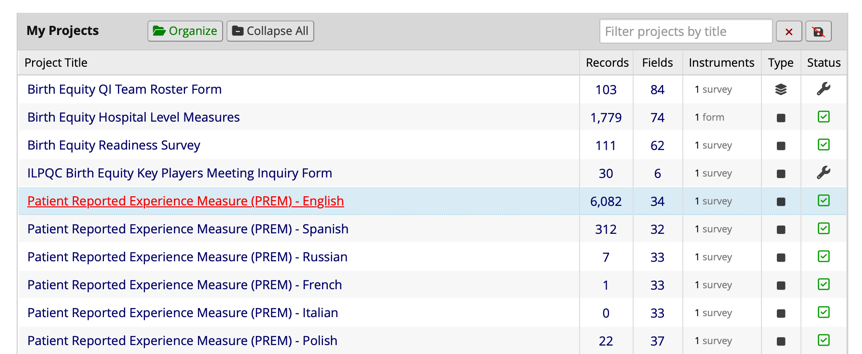 My Projects Organize Collapse All Filter projects by title
Project Title Records Fields Instruments Type Status
Birth Equity QI Team Roster Form 103 84 1 survey
Birth Equity Hospital Level Measures 1,779 74 1 form
Birth Equity Readiness Survey 111 62 1 survey
ILPQC Birth Equity Key Players Meeting Inquiry Form 30 6 1 survey
Patient Reported Experience Measure (PREM) - English 6,082 34 1 survey
Patient Reported Experience Measure (PREM) - Spanish 312 32 1 survey
Patient Reported Experience Measure (PREM) - Russian 7 33 1 survey
Patient Reported Experience Measure (PREM) - French 1 33 1 survey
Patient Reported Experience Measure (PREM) - Italian 0 33 1 survey
Patient Reported Experience Measure (PREM) - Polish 22 37 1 survey